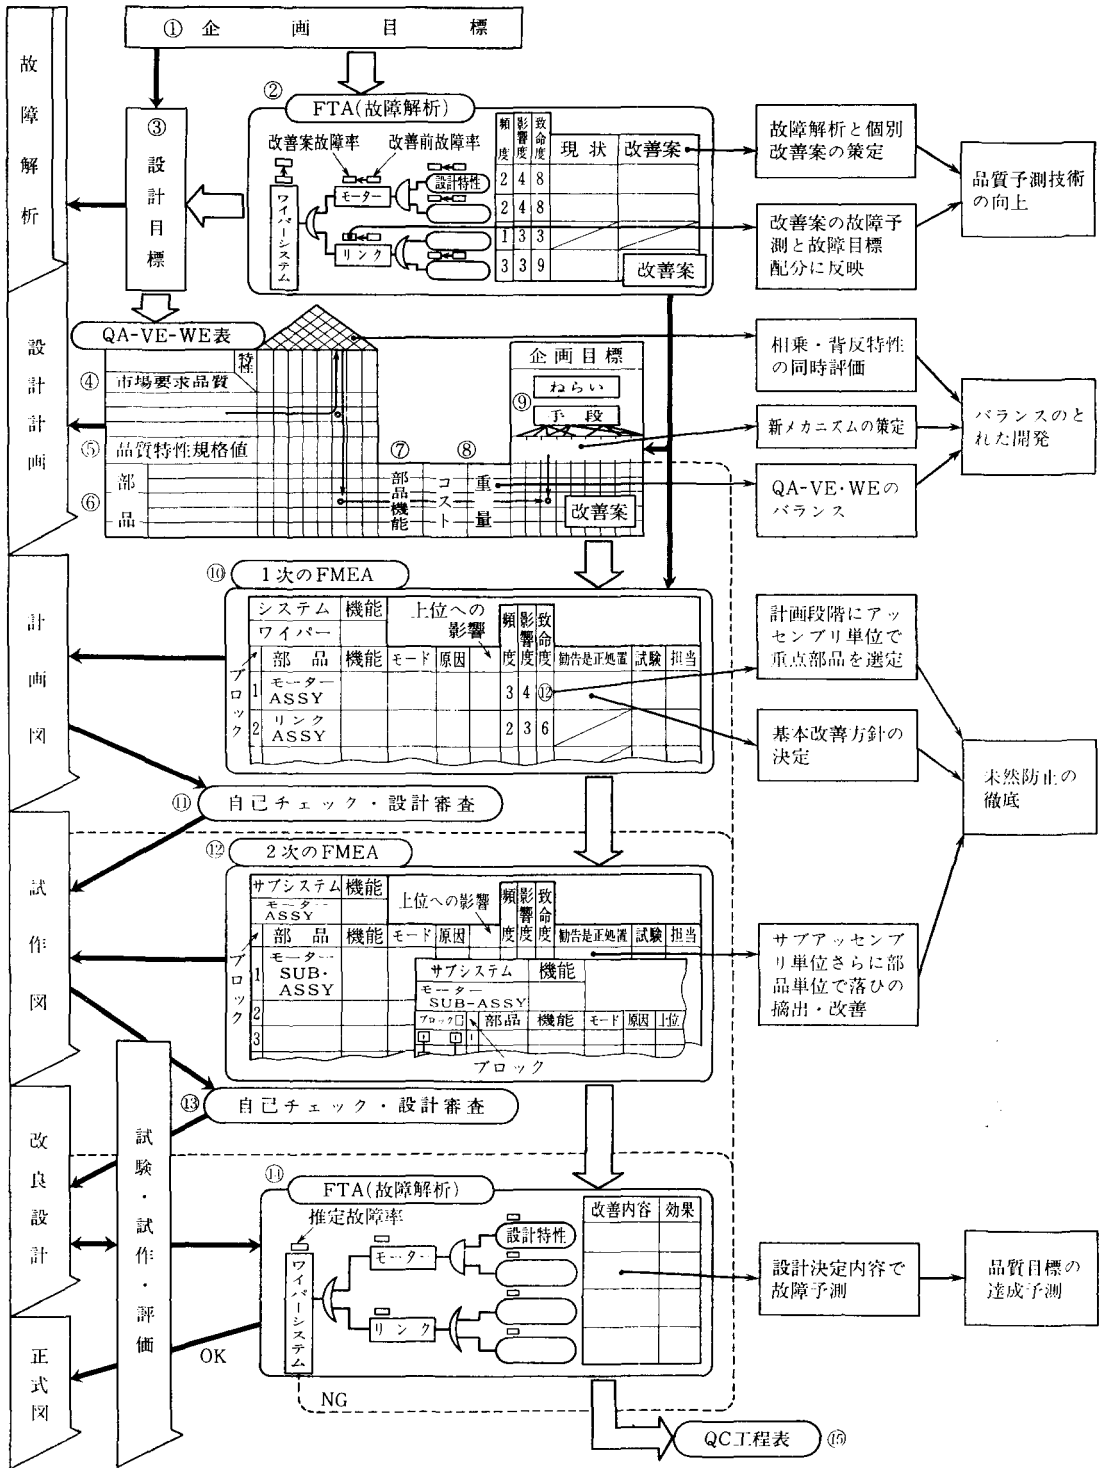 ① 企画目標
故障解析
② FTA(故障解析)
③ 設計目標
改善案故障率
改善前故障率
ワイパーシステム
モーター
リンク
設計特性
頻度
影響度
致命度
現状
改善案
2 4 8
2 4 8
1 3 3
3 3 9
改善案
故障解析と個別
改善案の策定
改善案の故障予
測と故障目標
配分に反映
品質予測技術
の向上
設計計画
QA-VE-WE表
特性
④ 市場要求品質
⑤ 品質特性規格値
⑥ 部品
⑦ 部品機能
コスト
⑧ 重量
企画目標
ねらい
⑨ 手段
改善案
相乗・背反特性
の同時評価
新メカニズムの策定
QA-VE・WEの
バランス
バランスのと
れた開発
計画図
⑩ 1次のFMEA
システム 機能
ワイパー
上位への
影響
頻度
影響度
致命度
ブロック
部品 機能 モード 原因 勧告是正処置 試験 担当
1 モーター
ASSY
3 4 ⑫
2 リンク
ASSY
2 3 6
計画段階にアッ
センブリ単位で
重点部品を選定
基本改善方針の
決定
未然防止の
徹底
⑪ 自己チェック・設計審査
試作図
⑫ 2次のFMEA
サブシステム 機能
モーター
ASSY
上位への影響
頻度
影響度
致命度
ブロック
部品 機能 モード 原因 勧告是正処置 試験 担当
1 モーター
SUB・
ASSY
2
3
サブシステム 機能
モーター
SUB-ASSY
ブロック 部品 機能 モード 原因 上位
1 1 1
ブロック
サブアッセンブ
リ単位さらに部
品単位で落ひの
摘出・改善
⑬ 自己チェック・設計審査
改良設計
試験・試作・評価
⑭ FTA(故障解析)
推定故障率
ワイパーシステム
モーター
リンク
設計特性
改善内容 効果
設計決定内容で
故障予測
品質目標の
達成予測
正式図
OK
NG
QC工程表 ⑮